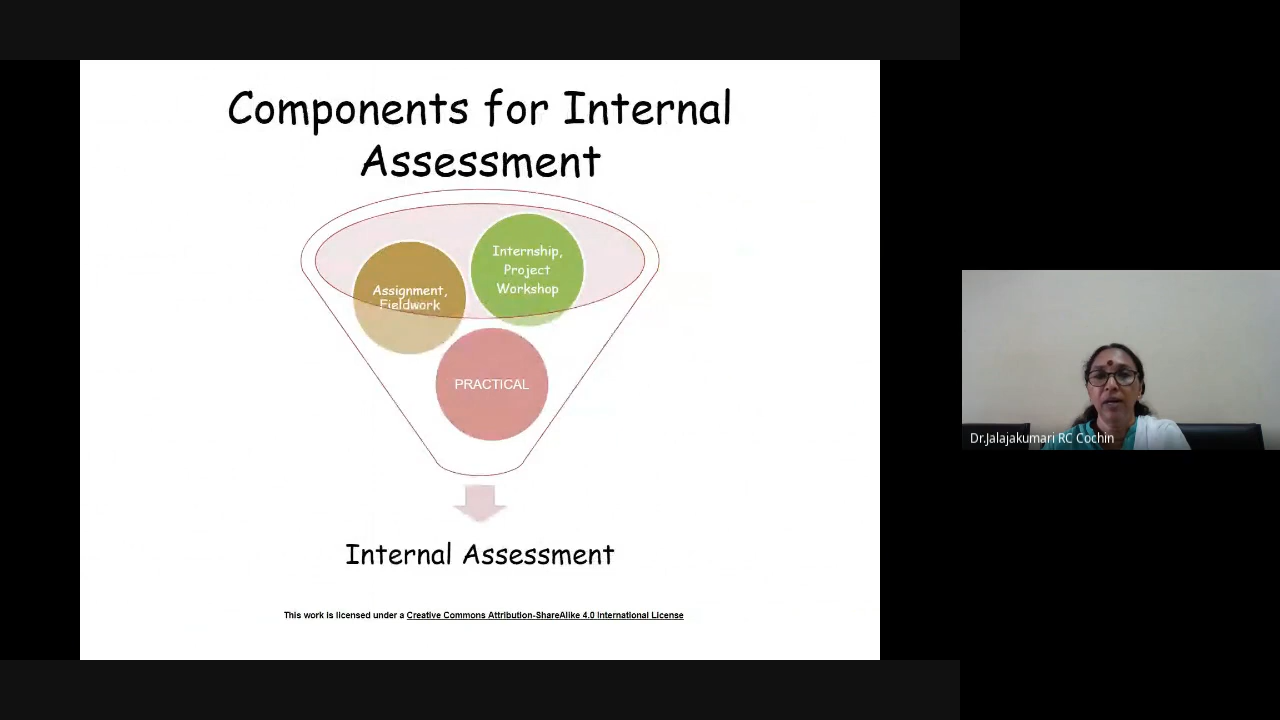 Components for Internal
Assessment
Internship,
Project
Workshop
Assignment,
Fieldwork
PRACTICAL
Internal Assessment
This work is licensed under a Creative Commons Attribution-ShareAlike 4.0 International License
Dr.Jalajakumari RC Cochin